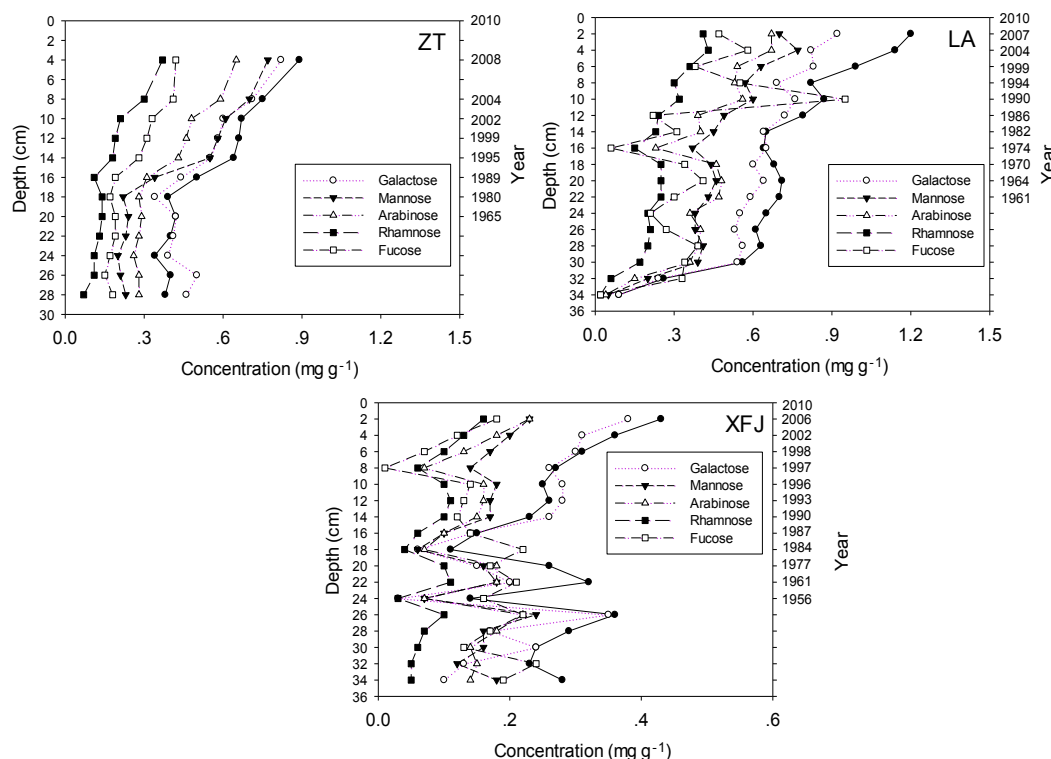 ZT
0
2
4
6
8
10
12
14
16
18
20
22
24
26
28
30
Depth (cm)
2010
2008
2004
2002
1999
1995
1989
1980
1965
Year
Galactose
Mannose
Arabinose
Rhamnose
Fucose
0.0 .3 .6 .9 1.2 1.5
Concentration (mg g-1)
LA
0
2
4
6
8
10
12
14
16
18
20
22
24
26
28
30
32
34
36
Depth (cm)
2010
2007
2004
1999
1994
1990
1986
1982
1974
1970
1964
1961
Year
Galactose
Mannose
Arabinose
Rhamnose
Fucose
0.0 .3 .6 .9 1.2 1.5
Concentration (mg g-1)
XFJ
0
2
4
6
8
10
12
14
16
18
20
22
24
26
28
30
32
34
36
Depth (cm)
2010
2006
2002
1998
1997
1996
1993
1990
1987
1984
1977
1961
1956
Year
Galactose
Mannose
Arabinose
Rhamnose
Fucose
0.0 .2 .4 .6
Concentration (mg g-1)